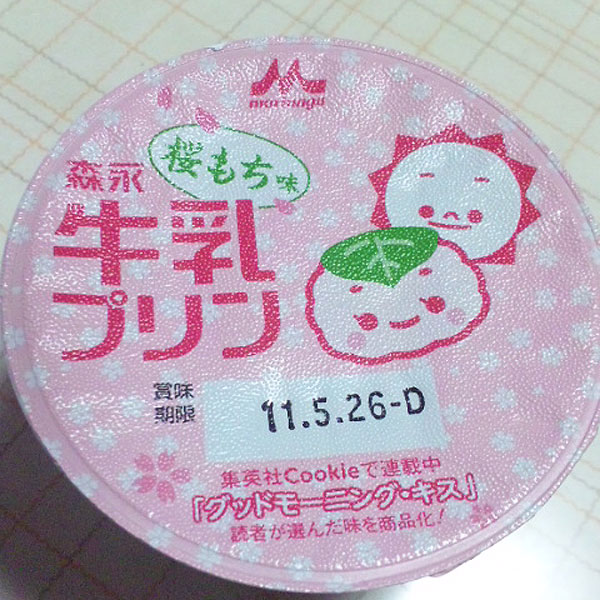 morinaga
桜もち味
森永
牛乳
プリン
賞味
期限
11.5.26-D
集英社Cookieで連載中
「グッドモーニング・キス」
読者が選んだ味を商品化！